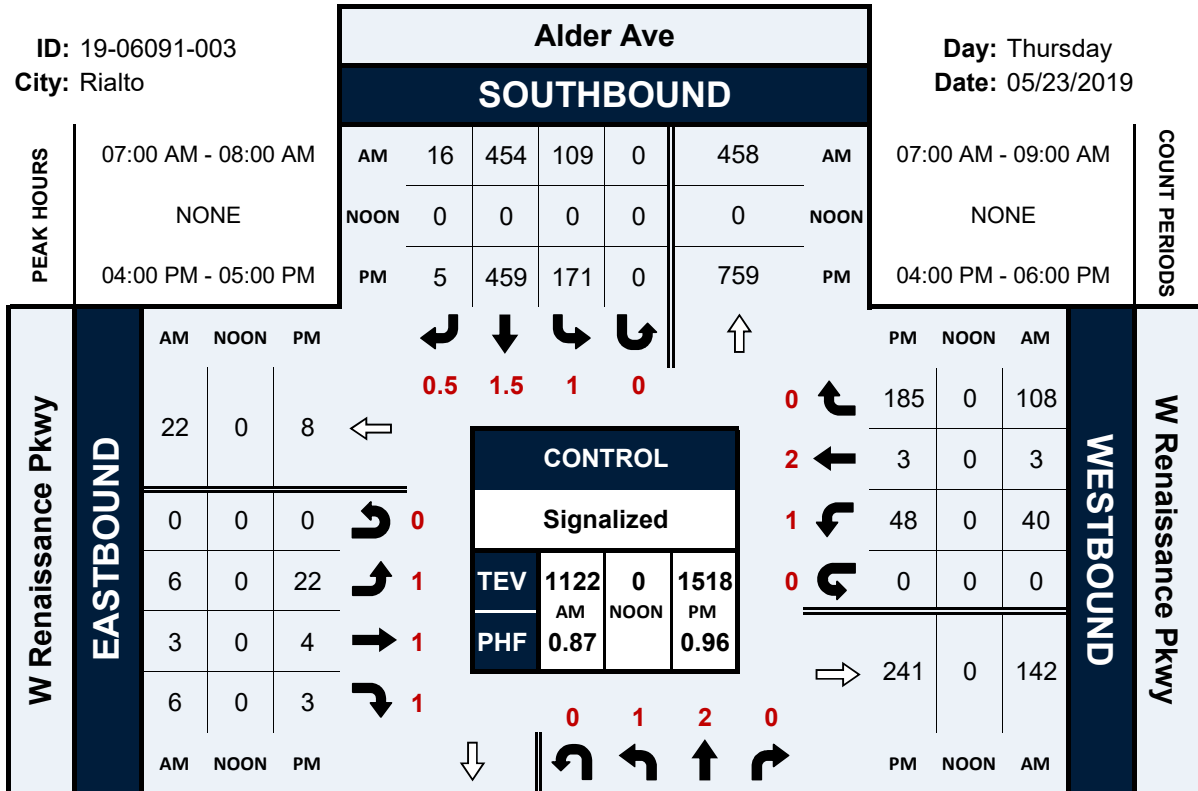 ID: 19-06091-003
City: Rialto
Alder Ave
SOUTHBOUND
Day: Thursday
Date: 05/23/2019
PEAK HOURS
07:00 AM - 08:00 AM
NONE
04:00 PM - 05:00 PM
AM 16 454 109 0 458 AM
NOON 0 0 0 0 0 NOON
PM 5 459 171 0 759 PM
07:00 AM - 09:00 AM
NONE
04:00 PM - 06:00 PM
COUNT PERIODS
0.5 1.5 1 0
W Renaissance Pkwy
EASTBOUND
AM NOON PM
22 0 8
0 0 0 0
6 0 22 1
3 0 4 1
6 0 3 1
AM NOON PM
CONTROL
Signalized
TEV 1122 0 1518
AM NOON PM
PHF 0.87 0.96
PM NOON AM
0 185 0 108
2 3 0 3
1 48 0 40
0 0 0 0
241 0 142
PM NOON AM
WESTBOUND
W Renaissance Pkwy
0 1 2 0